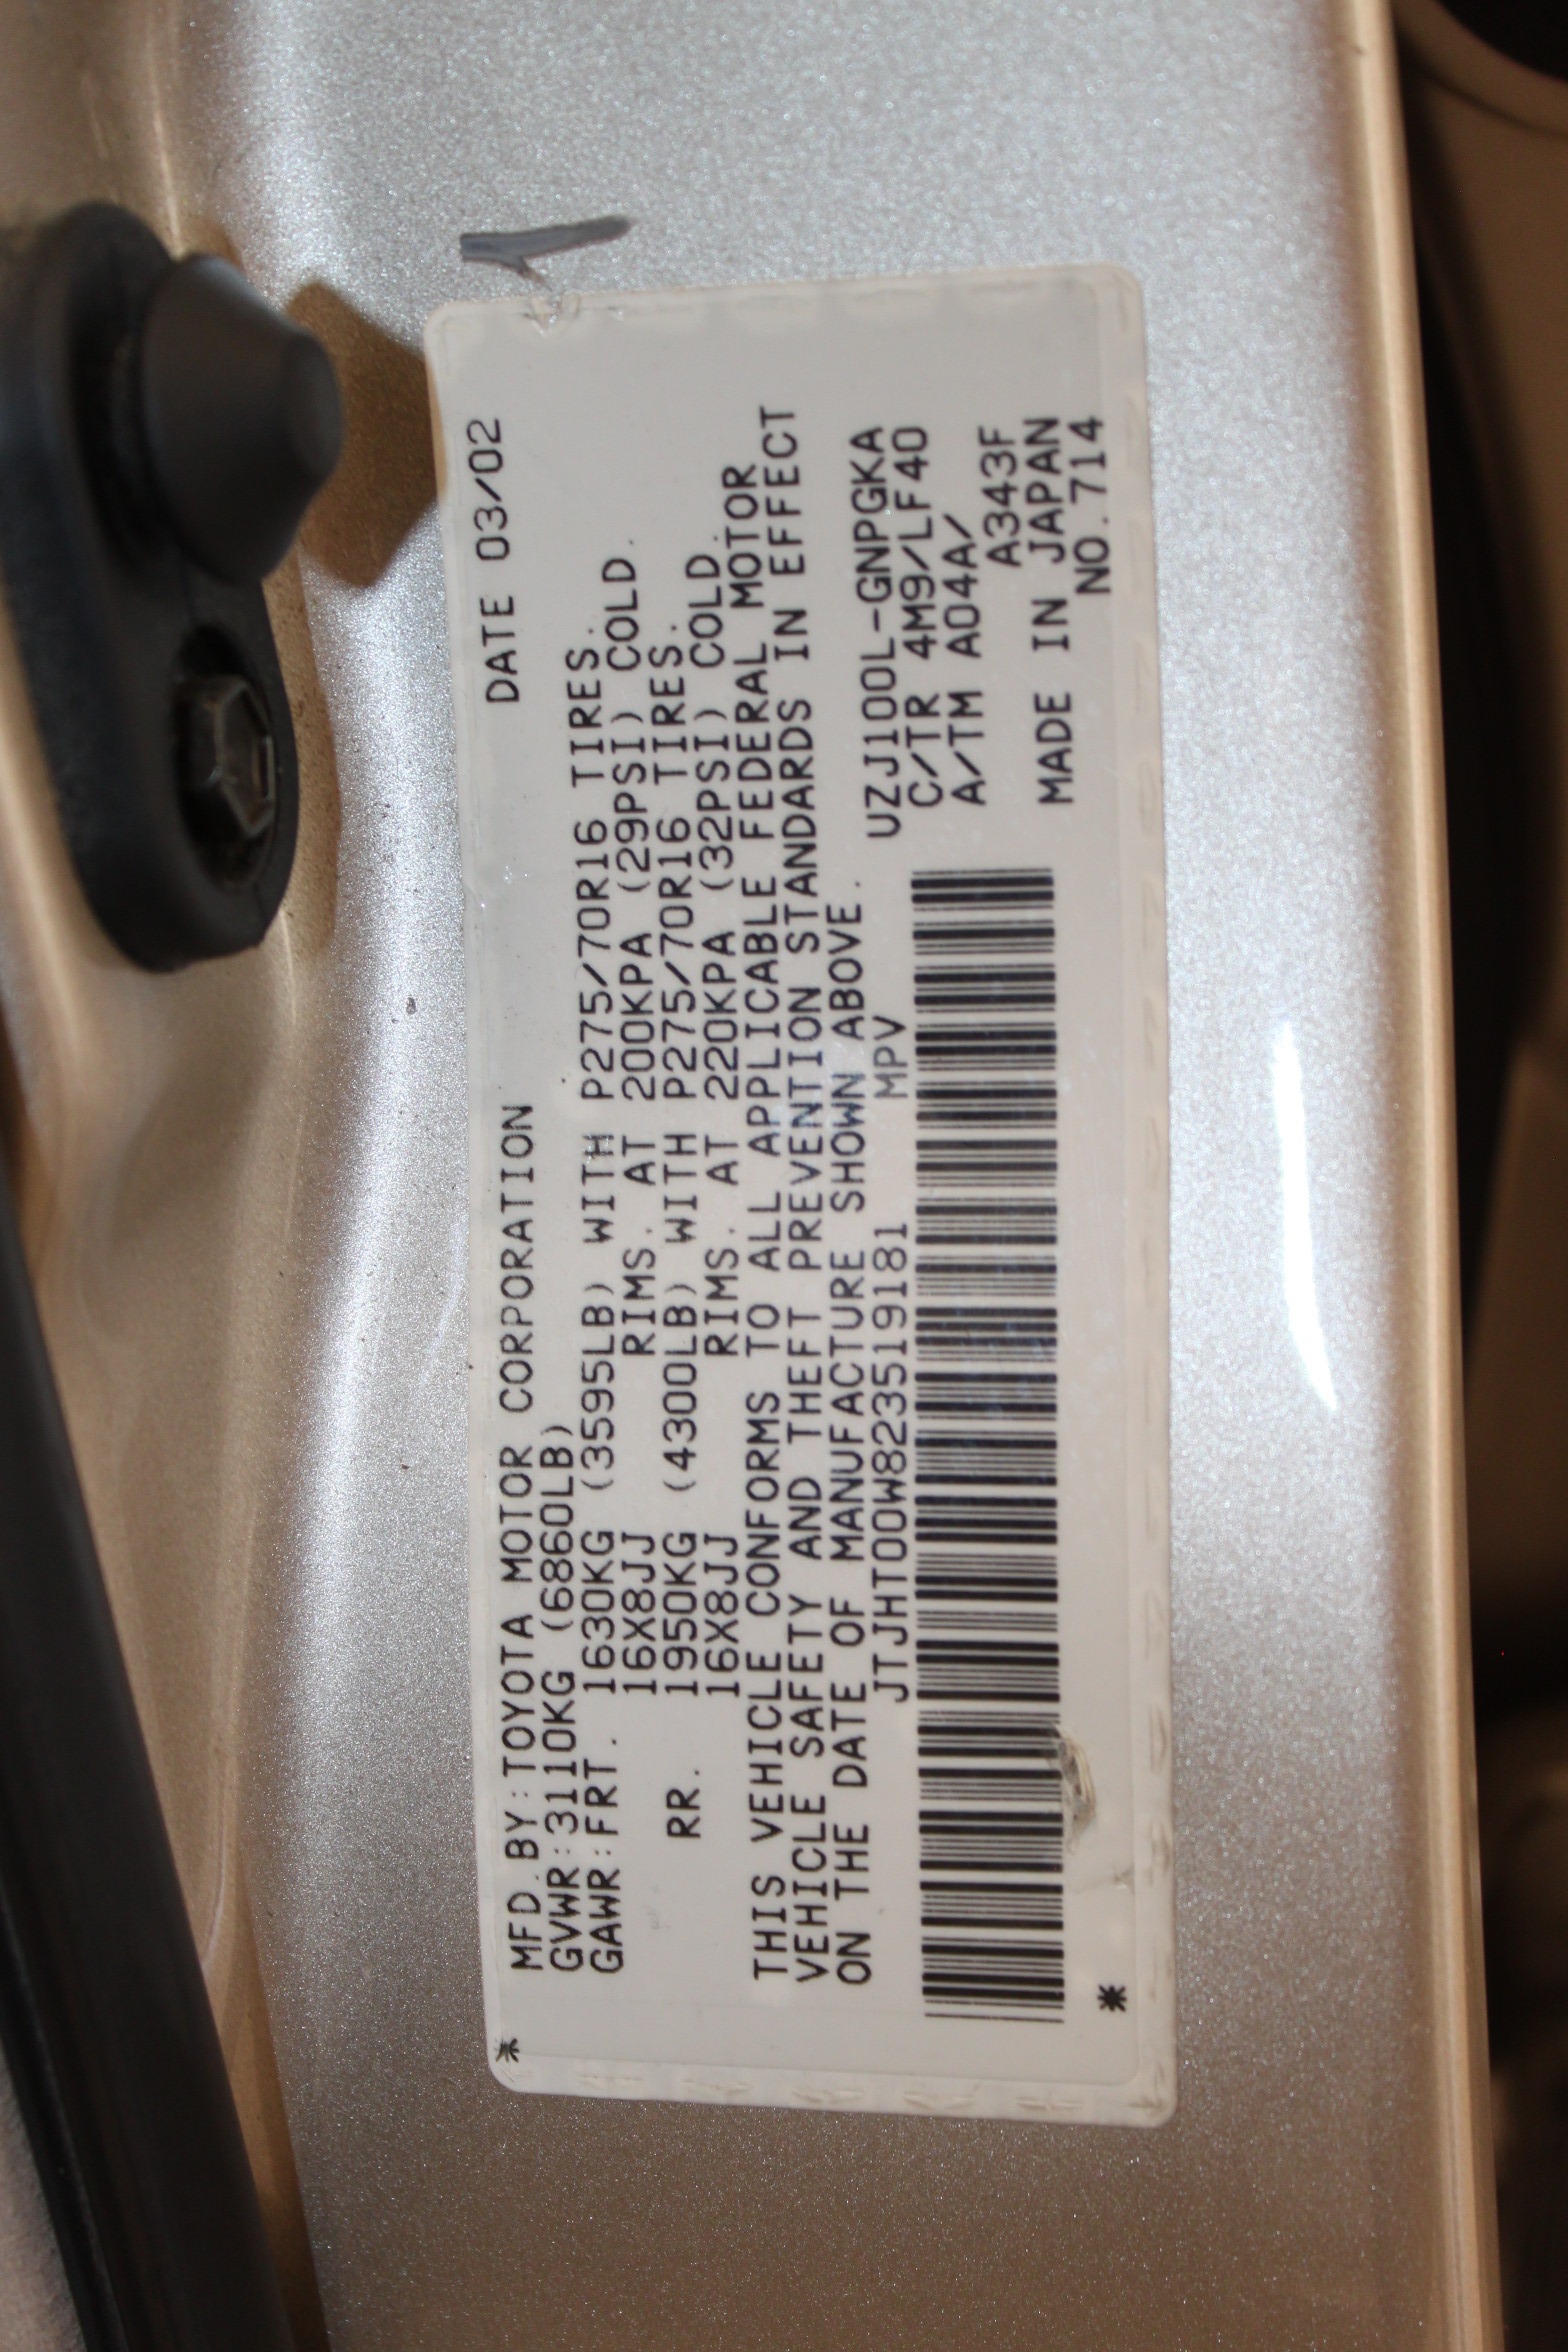 MFD.BY:TOYOTA MOTOR CORPORATION DATE 03/02
GVWR:3110KG (6860LB)
GAWR:FRT. 1630KG (3595LB) WITH P275/70R16 TIRES.
16X8JJ RIMS. AT 200KPA (29PSI) COLD.
RR. 1950KG (4300LB) WITH P275/70R16 TIRES.
16X8JJ RIMS. AT 220KPA (32PSI) COLD.
THIS VEHICLE CONFORMS TO ALL APPLICABLE FEDERAL MOTOR
VEHICLE SAFETY AND THEFT PREVENTION STANDARDS IN EFFECT
ON THE DATE OF MANUFACTURE SHOWN ABOVE.
JTJHT00W823519181 MPV
UZJ100L-GNPGKA
C/TR 4M9/LF40
A/TM A04A/
A343F
MADE IN JAPAN
NO.714